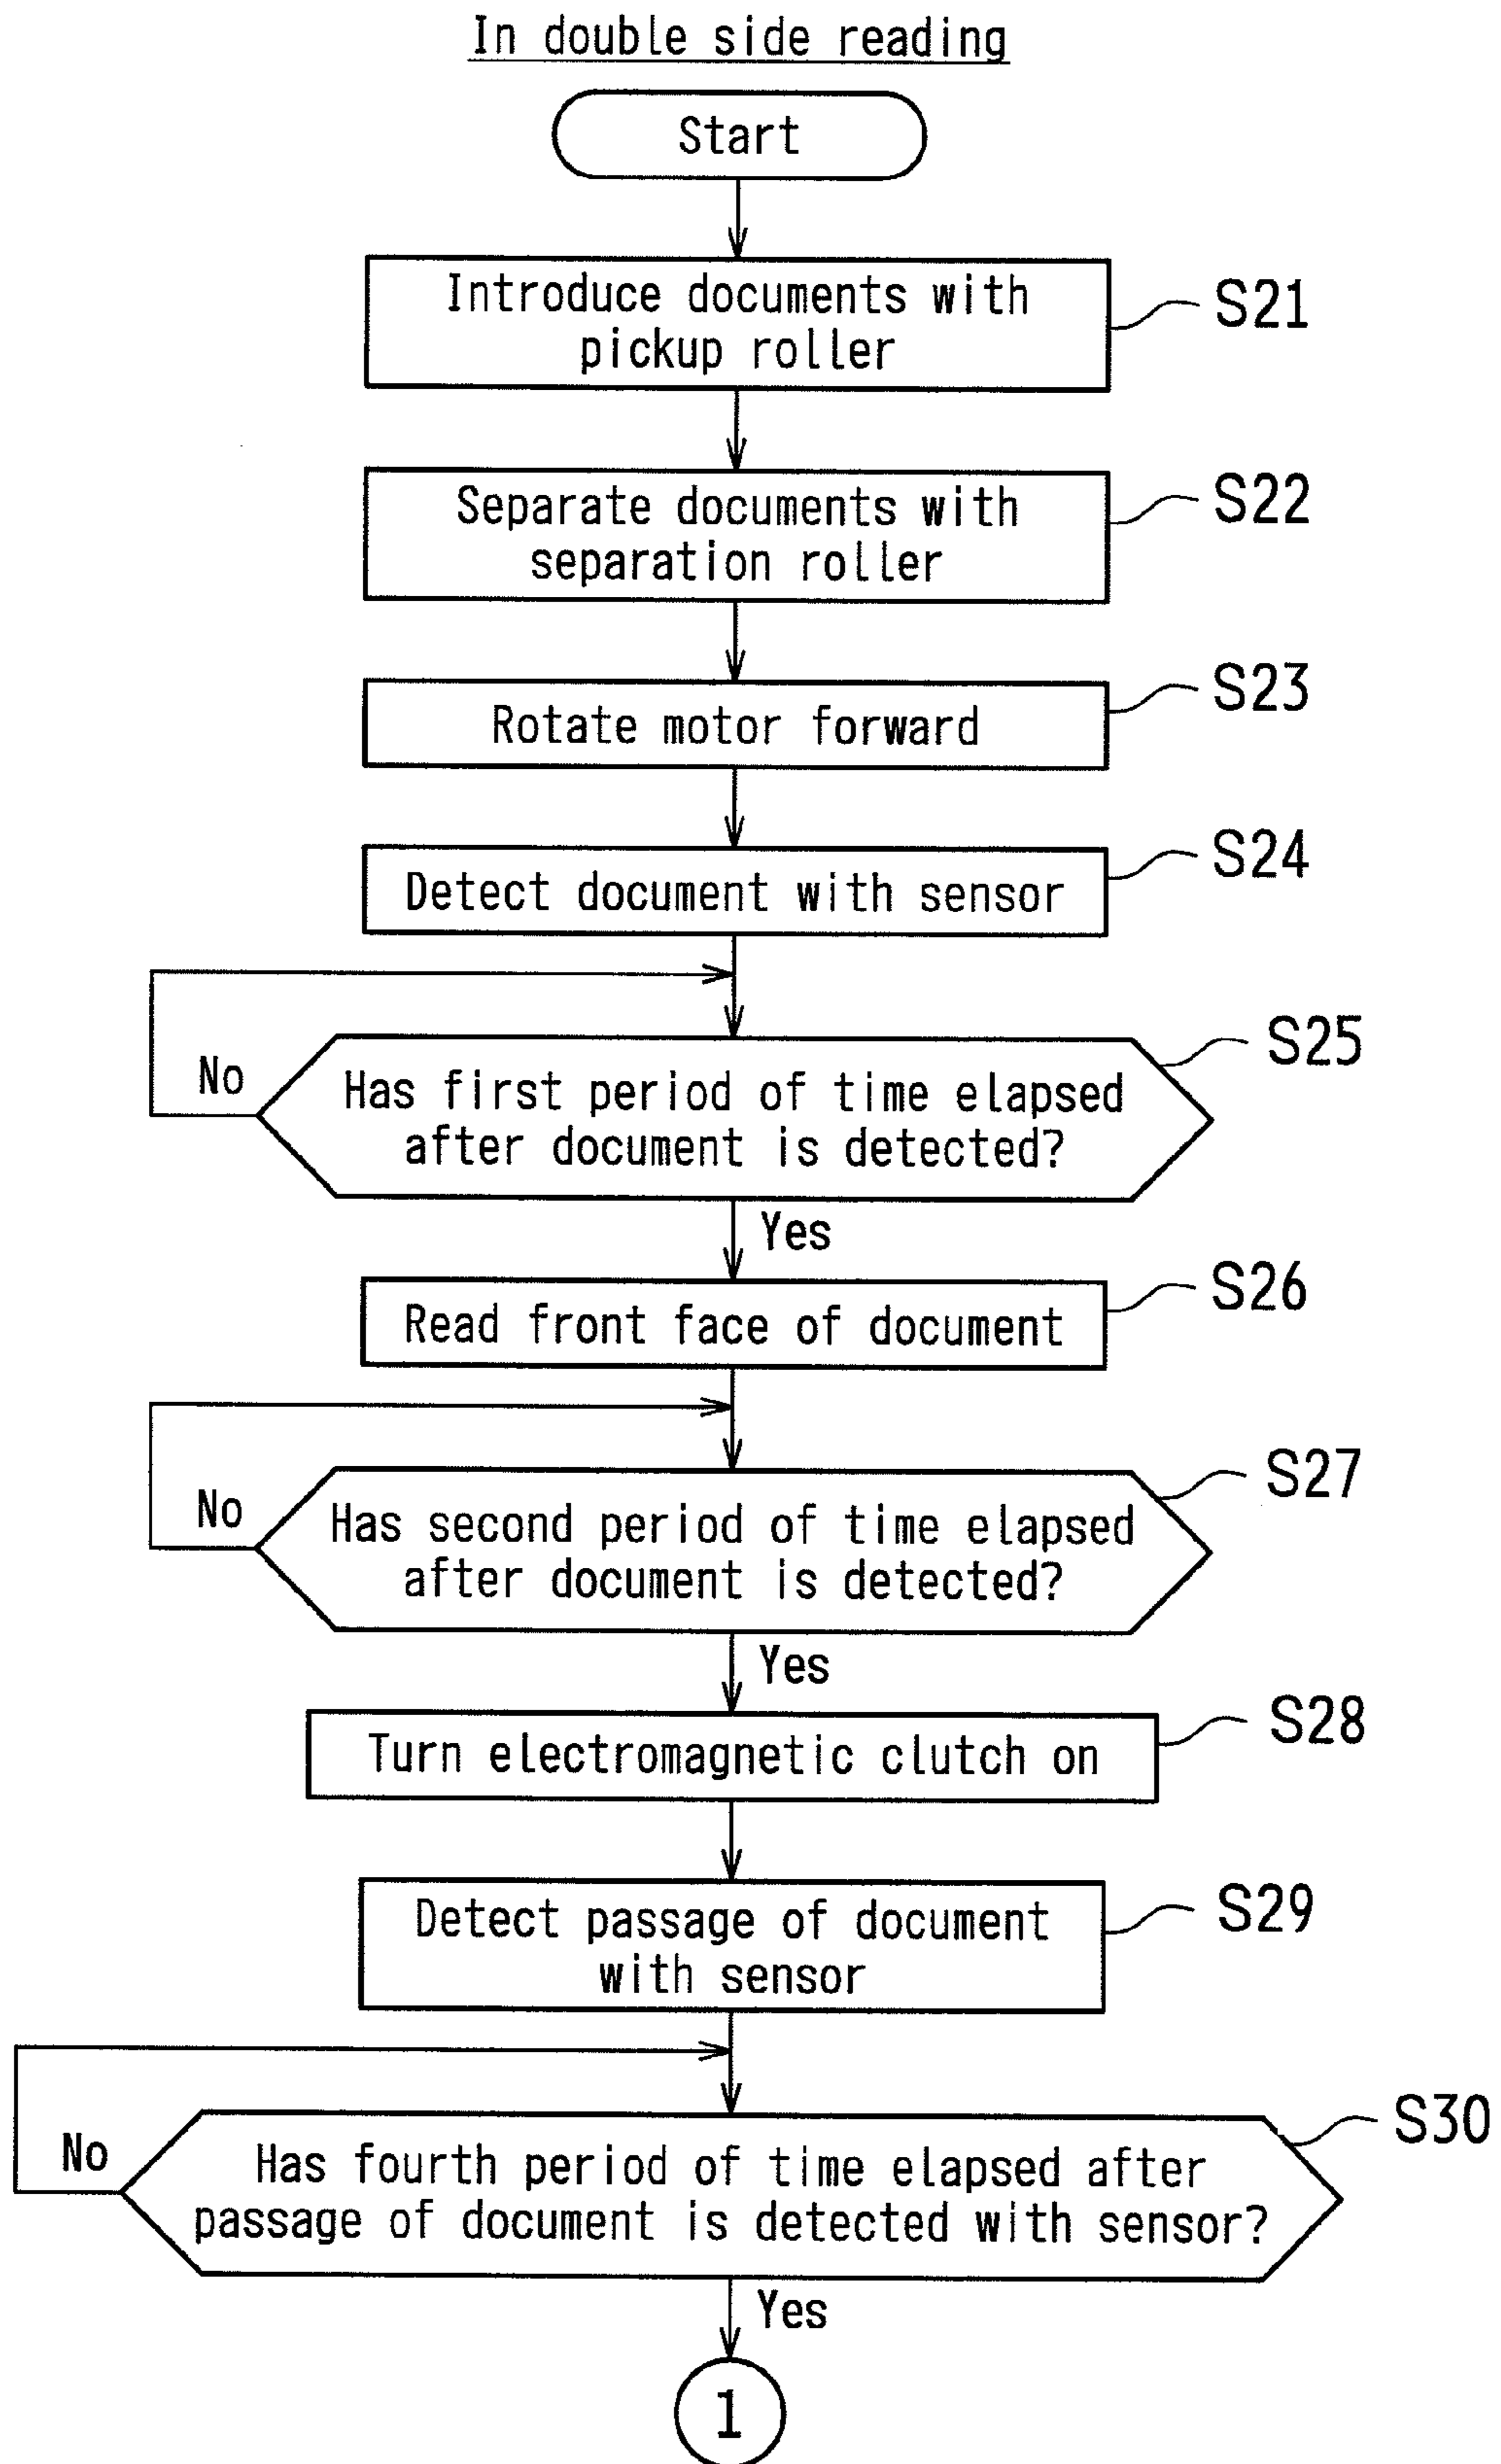 In double side reading
Start
Introduce documents with
pickup roller
S21
Separate documents with
separation roller
S22
Rotate motor forward
S23
Detect document with sensor
S24
Has first period of time elapsed
after document is detected?
S25
No
Yes
Read front face of document
S26
Has second period of time elapsed
after document is detected?
S27
No
Yes
Turn electromagnetic clutch on
S28
Detect passage of document
with sensor
S29
Has fourth period of time elapsed after
passage of document is detected with sensor?
S30
No
Yes
1